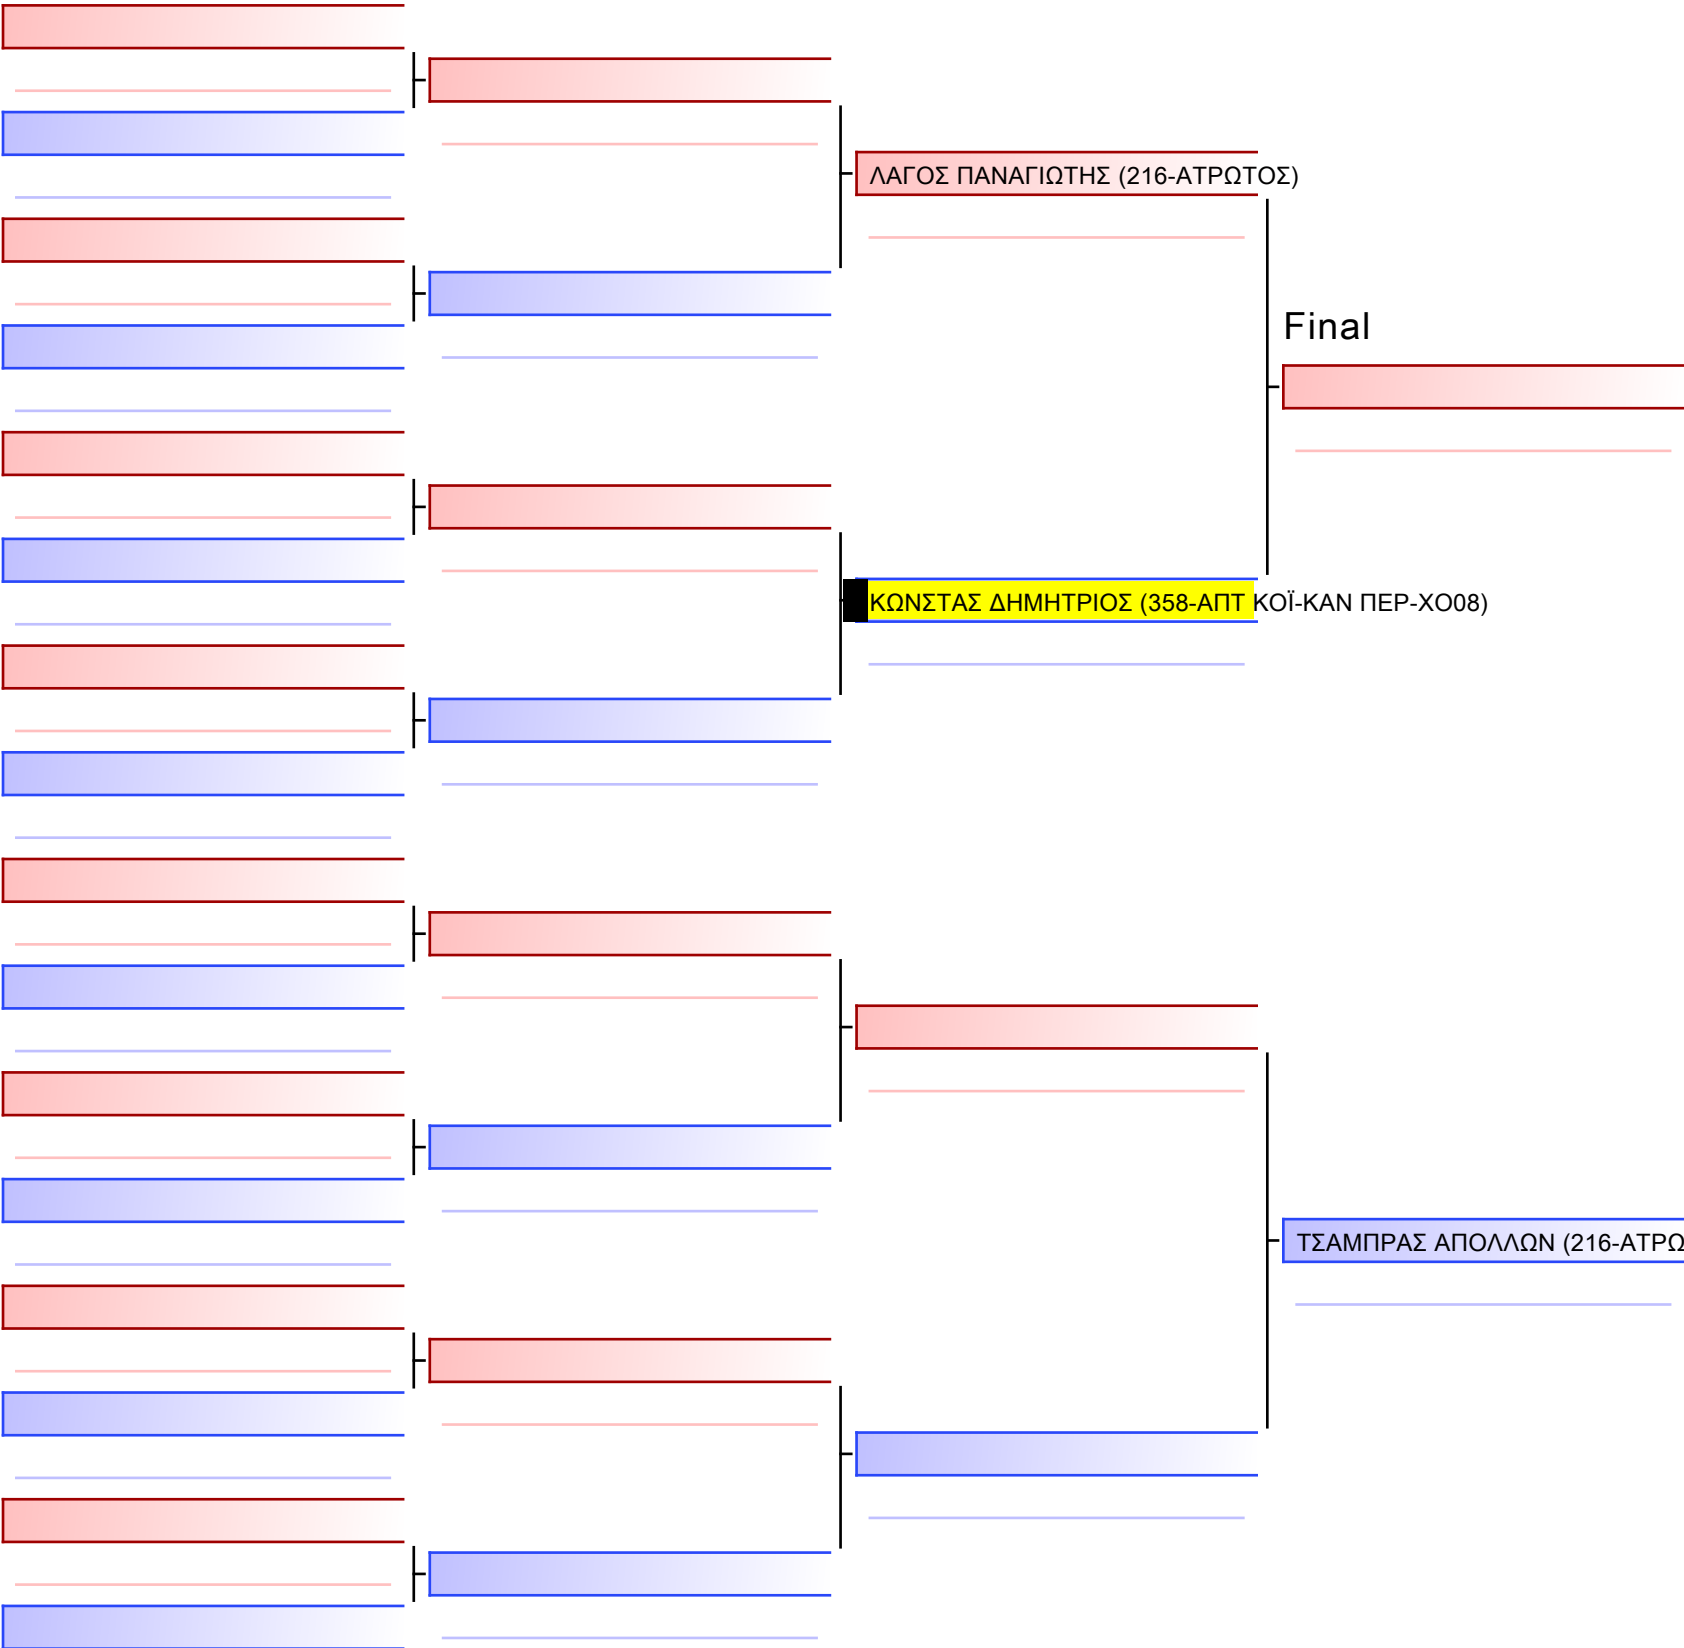 ΛΑΓΟΣ ΠΑΝΑΓΙΩΤΗΣ (216-ΑΤΡΩΤΟΣ)
Final
ΚΩΝΣΤΑΣ ΔΗΜΗΤΡΙΟΣ (358-ΑΠΤ ΚΟΪ-ΚΑΝ ΠΕΡ-ΧΟ08)
ΤΣΑΜΠΡΑΣ ΑΠΟΛΛΩΝ (216-ΑΤΡΩ